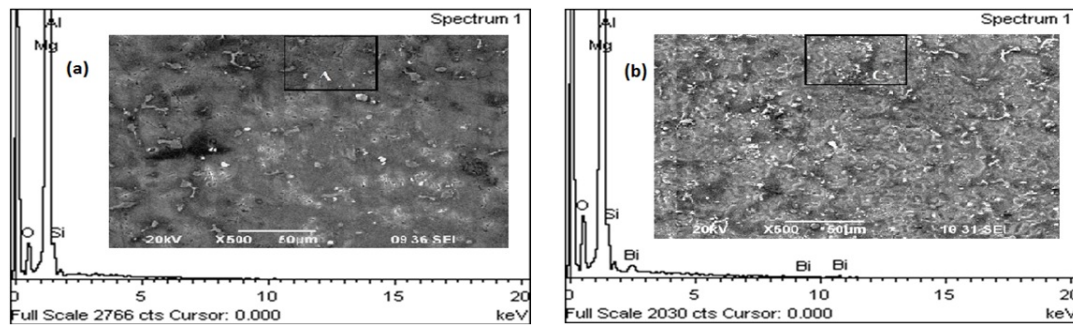 Spectrum 1
Al
Mg
(a)
A
O
Si
20kV X500 50µm 09 36 SEI
0 5 10 15 20
Full Scale 2766 cts Cursor: 0.000 keV
Spectrum 1
Al
Mg
(b)
C
O
Si
Bi
Bi Bi
20kV X500 50µm 10 31 SEI
0 5 10 15 20
Full Scale 2030 cts Cursor: 0.000 keV